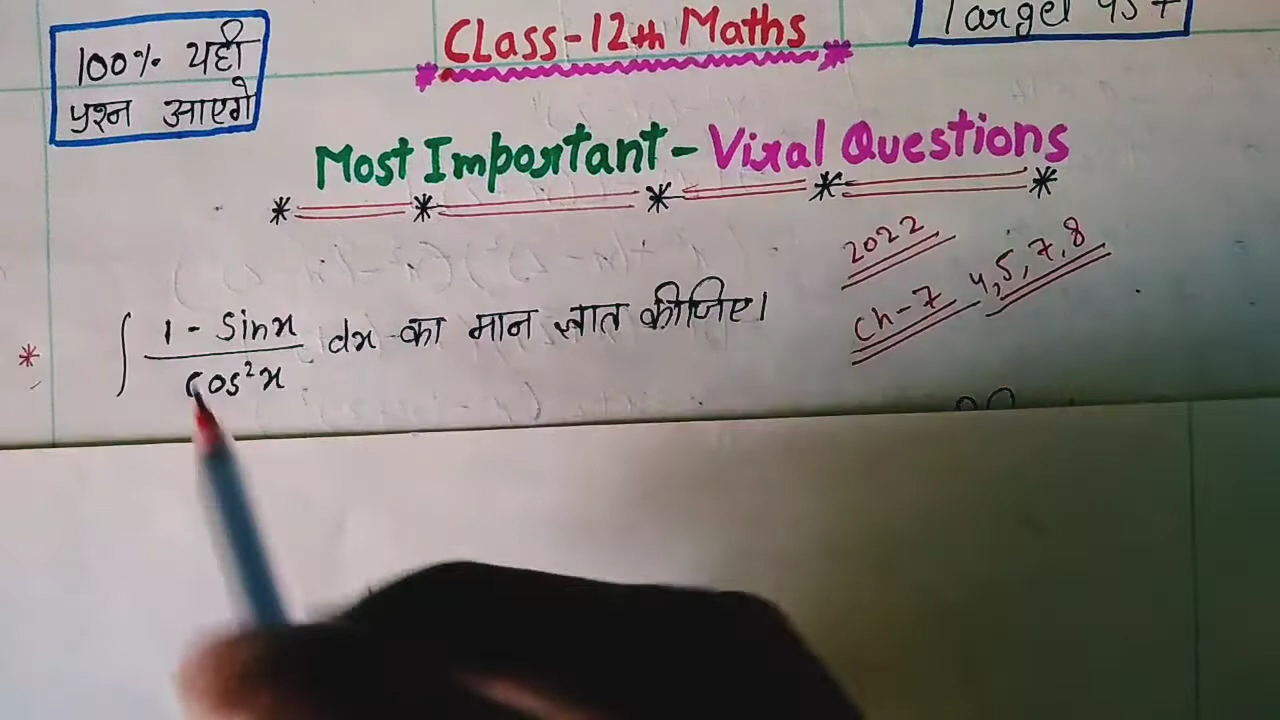 100% यही
प्रश्न आएगे
Class-12th Maths
Target 95+
Most Important - Viral Questions
2022
Ch-7 4,5,7,8
* ∫ (1 - sinx)/(cos²x) dx का मान ज्ञात कीजिए।